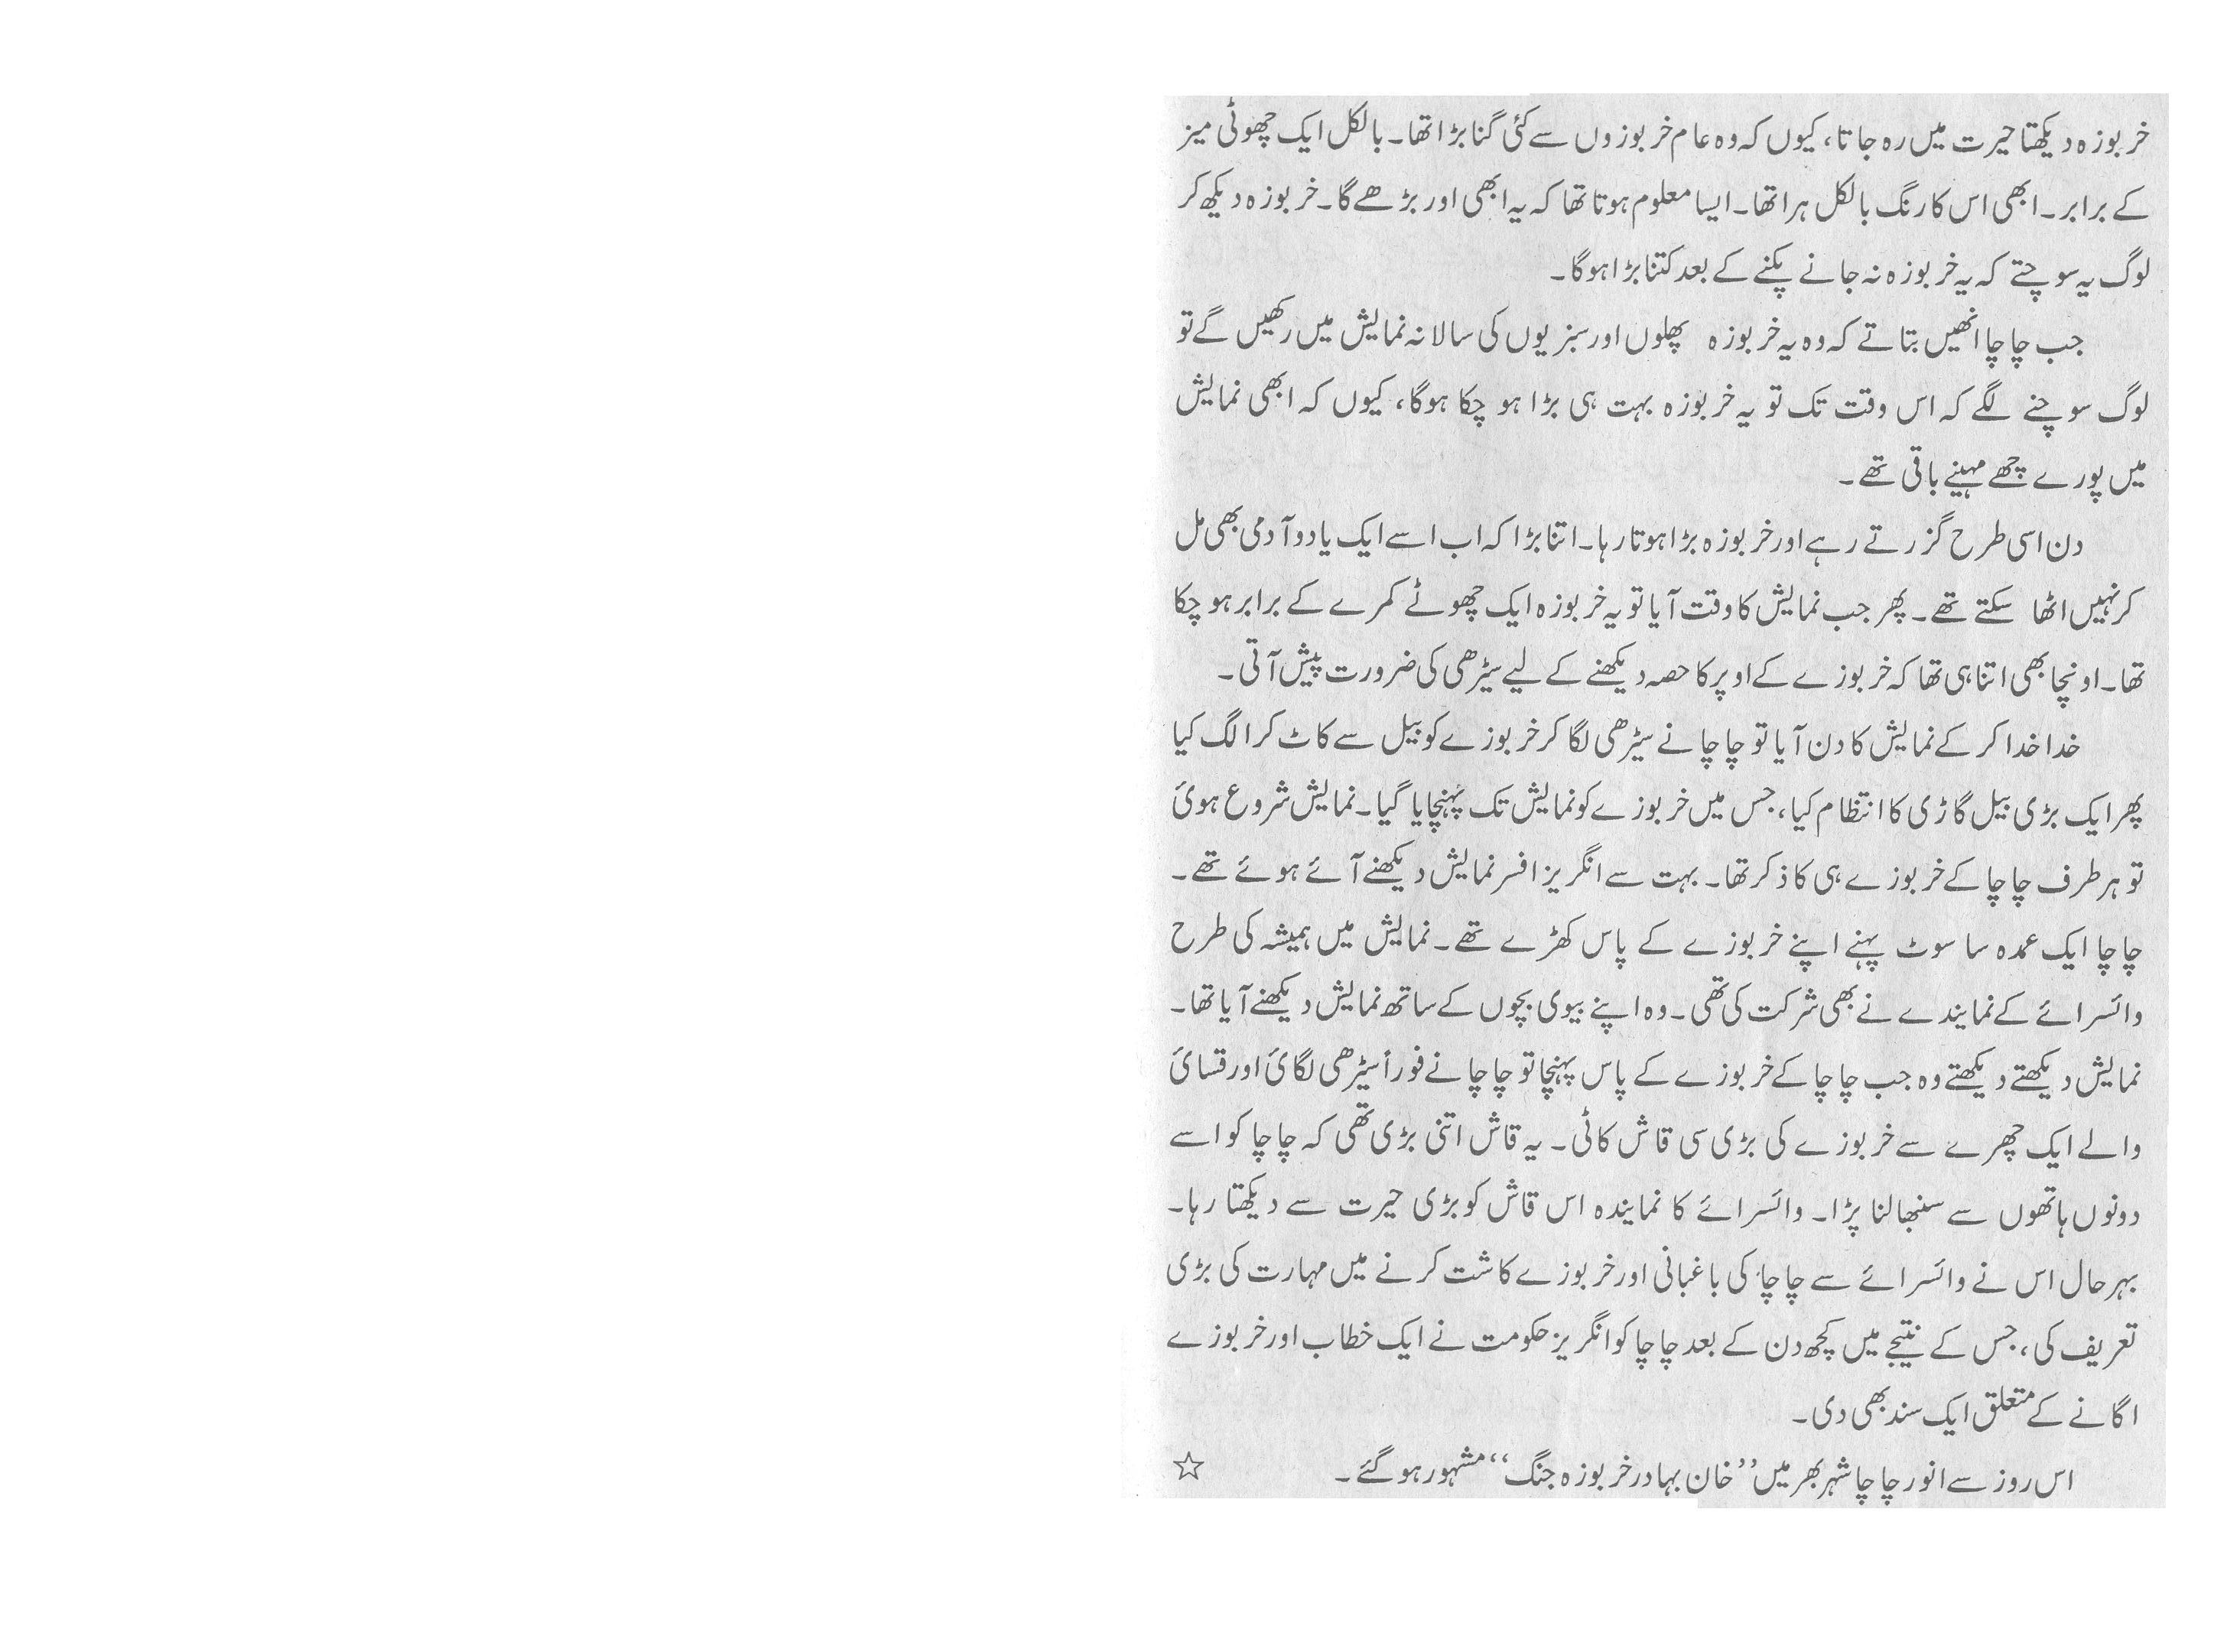 خربوزہ دیکھتا حیرت میں رہ جاتا، کیوں کہ وہ عام خربوزوں سے کئی گنا بڑا تھا۔ بالکل ایک چھوٹی میز
کے برابر۔ ابھی اس کا رنگ بالکل ہرا تھا۔ ایسا معلوم ہوتا تھا کہ یہ ابھی اور بڑھے گا۔ خربوزہ دیکھ کر
لوگ یہ سوچتے کہ یہ خربوزہ نہ جانے پکنے کے بعد کتنا بڑا ہوگا۔
جب چاچا انھیں بتاتے کہ وہ یہ خربوزہ پھلوں اور سبزیوں کی سالانہ نمایش میں رکھیں گے تو
لوگ سوچنے لگے کہ اس وقت تک تو یہ خربوزہ بہت ہی بڑا ہو چکا ہوگا، کیوں کہ ابھی نمایش
میں پورے چھے مہینے باقی تھے۔
دن اسی طرح گزرتے رہے اور خربوزہ بڑا ہوتا رہا۔ اتنا بڑا کہ اب اسے ایک یا دو آدمی بھی مل
کر نہیں اٹھا سکتے تھے۔ پھر جب نمایش کا وقت آیا تو یہ خربوزہ ایک چھوٹے کمرے کے برابر ہو چکا
تھا۔ اونچا بھی اتنا ہی تھا کہ خربوزے کے اوپر کا حصہ دیکھنے کے لیے سیڑھی کی ضرورت پیش آتی۔
خدا خدا کر کے نمایش کا دن آیا تو چاچا نے سیڑھی لگا کر خربوزے کو بیل سے کاٹ کر الگ کیا
پھر ایک بڑی بیل گاڑی کا انتظام کیا، جس میں خربوزے کو نمایش تک پہنچایا گیا۔ نمایش شروع ہوئ
تو ہر طرف چاچا کے خربوزے ہی کا ذکر تھا۔ بہت سے انگریز افسر نمایش دیکھنے آئے ہوئے تھے۔
چاچا ایک عمدہ سا سوٹ پہنے اپنے خربوزے کے پاس کھڑے تھے۔ نمایش میں ہمیشہ کی طرح
وائسرائے کے نمایندے نے بھی شرکت کی تھی۔ وہ اپنے بیوی بچوں کے ساتھ نمایش دیکھنے آیا تھا۔
نمایش دیکھتے دیکھتے وہ جب چاچا کے خربوزے کے پاس پہنچا تو چاچا نے فوراً سیڑھی لگائ اور قسائ
والے ایک چھرے سے خربوزے کی بڑی سی قاش کاٹی۔ یہ قاش اتنی بڑی تھی کہ چاچا کو اسے
دونوں ہاتھوں سے سنبھالنا پڑا۔ وائسرائے کا نمایندہ اس قاش کو بڑی حیرت سے دیکھتا رہا۔
بہرحال اس نے وائسرائے سے چاچا کی باغبانی اور خربوزے کاشت کرنے میں مہارت کی بڑی
تعریف کی، جس کے نتیجے میں کچھ دن کے بعد چاچا کو انگریز حکومت نے ایک خطاب اور خربوزے
اگانے کے متعلق ایک سند بھی دی۔
اس روز سے انور چاچا شہر بھر میں ’’خان بہادر خربوزہ جنگ‘‘ مشہور ہو گئے۔ ☆